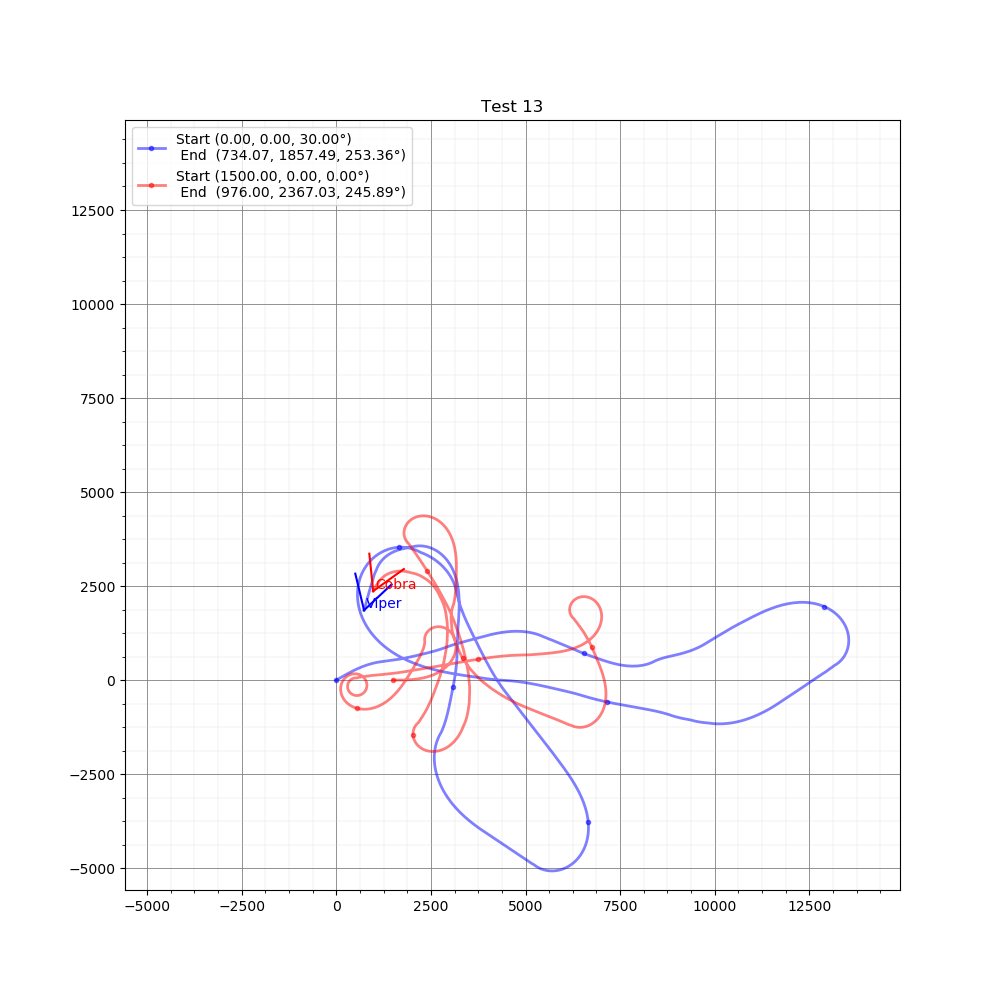 Test 13
Start (0.00, 0.00, 30.00°)
End (734.07, 1857.49, 253.36°)
Start (1500.00, 0.00, 0.00°)
End (976.00, 2367.03, 245.89°)
12500
10000
7500
5000
2500
0
−2500
−5000
Cobra
Viper
−5000 −2500 0 2500 5000 7500 10000 12500